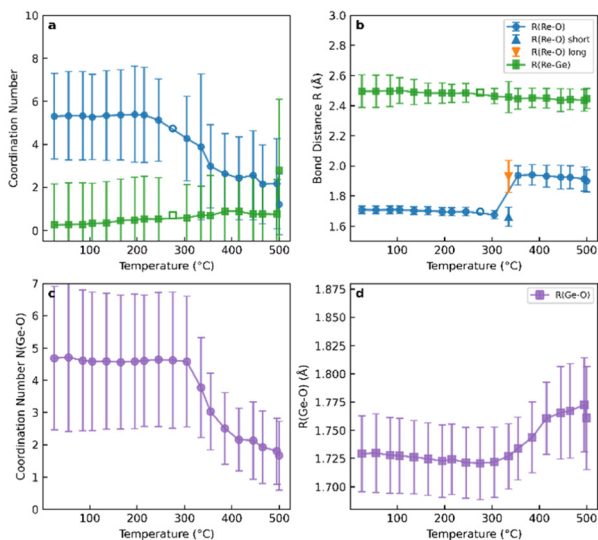 a
10
8
6
4
2
0
Coordination Number
100 200 300 400 500
Temperature (°C)
b
3.0
2.8
2.6
2.4
2.2
2.0
1.8
1.6
Bond Distance R (Å)
R(Re-O)
R(Re-O) short
R(Re-O) long
R(Re-Ge)
100 200 300 400 500
Temperature (°C)
c
7
6
5
4
3
2
1
0
Coordination Number N(Ge-O)
100 200 300 400 500
Temperature (°C)
d
1.875
1.850
1.825
1.800
1.775
1.750
1.725
1.700
R(Ge-O) (Å)
R(Ge-O)
100 200 300 400 500
Temperature (°C)